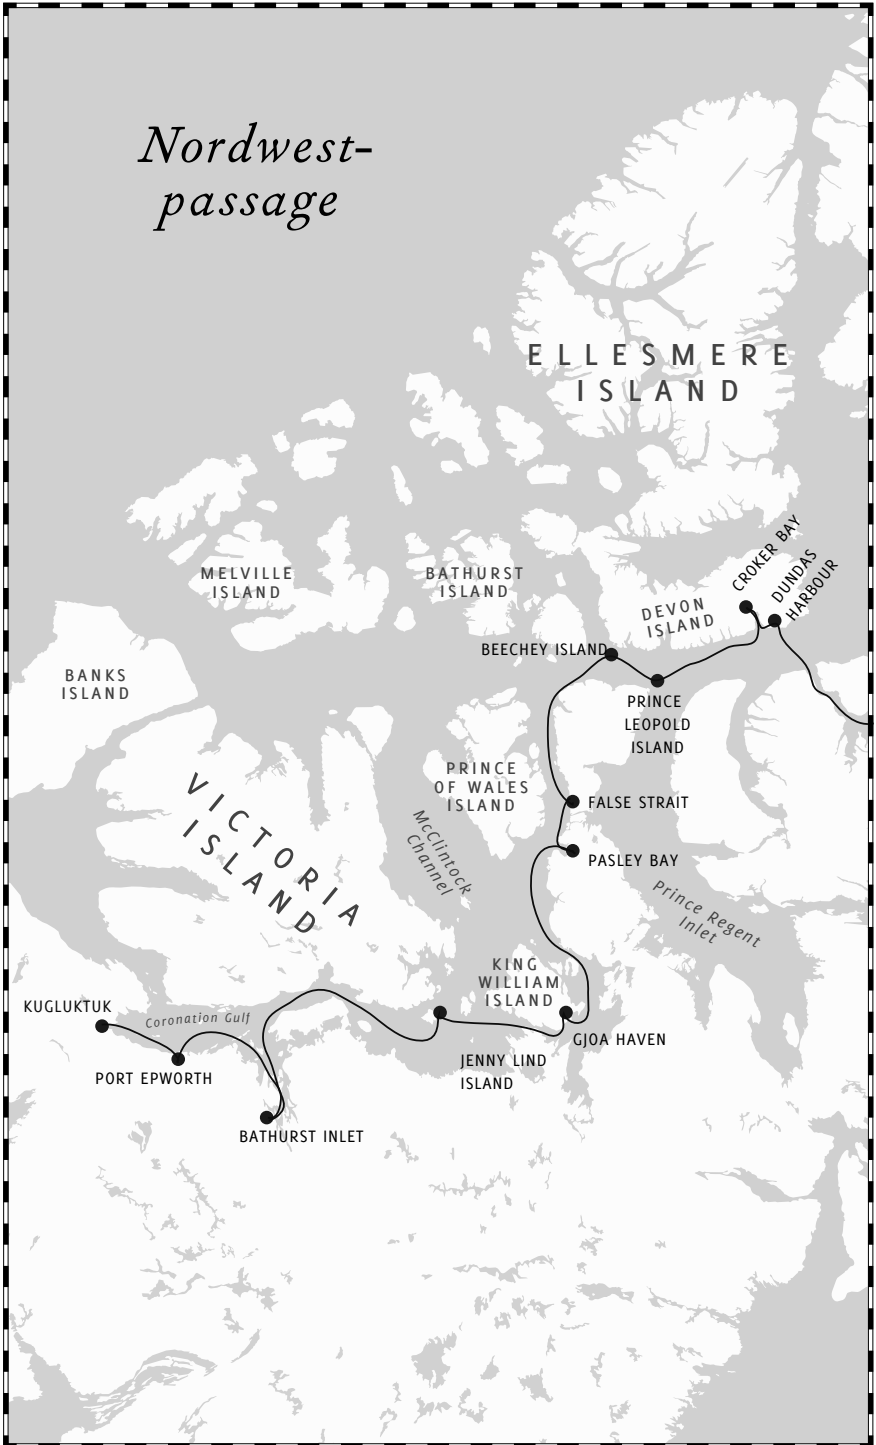 Nordwest-
passage
ELLESMERE
ISLAND
CROKER BAY
DUNDAS
HARBOUR
MELVILLE
ISLAND
BATHURST
ISLAND
DEVON
ISLAND
BEECHEY ISLAND
BANKS
ISLAND
PRINCE
LEOPOLD
ISLAND
PRINCE
OF WALES
ISLAND
VICTORIA
ISLAND
FALSE STRAIT
McClintock
Channel
PASLEY BAY
Prince Regent
Inlet
KING
WILLIAM
ISLAND
KUGLUKTUK
Coronation Gulf
GJOA HAVEN
JENNY LIND
ISLAND
PORT EPWORTH
BATHURST INLET